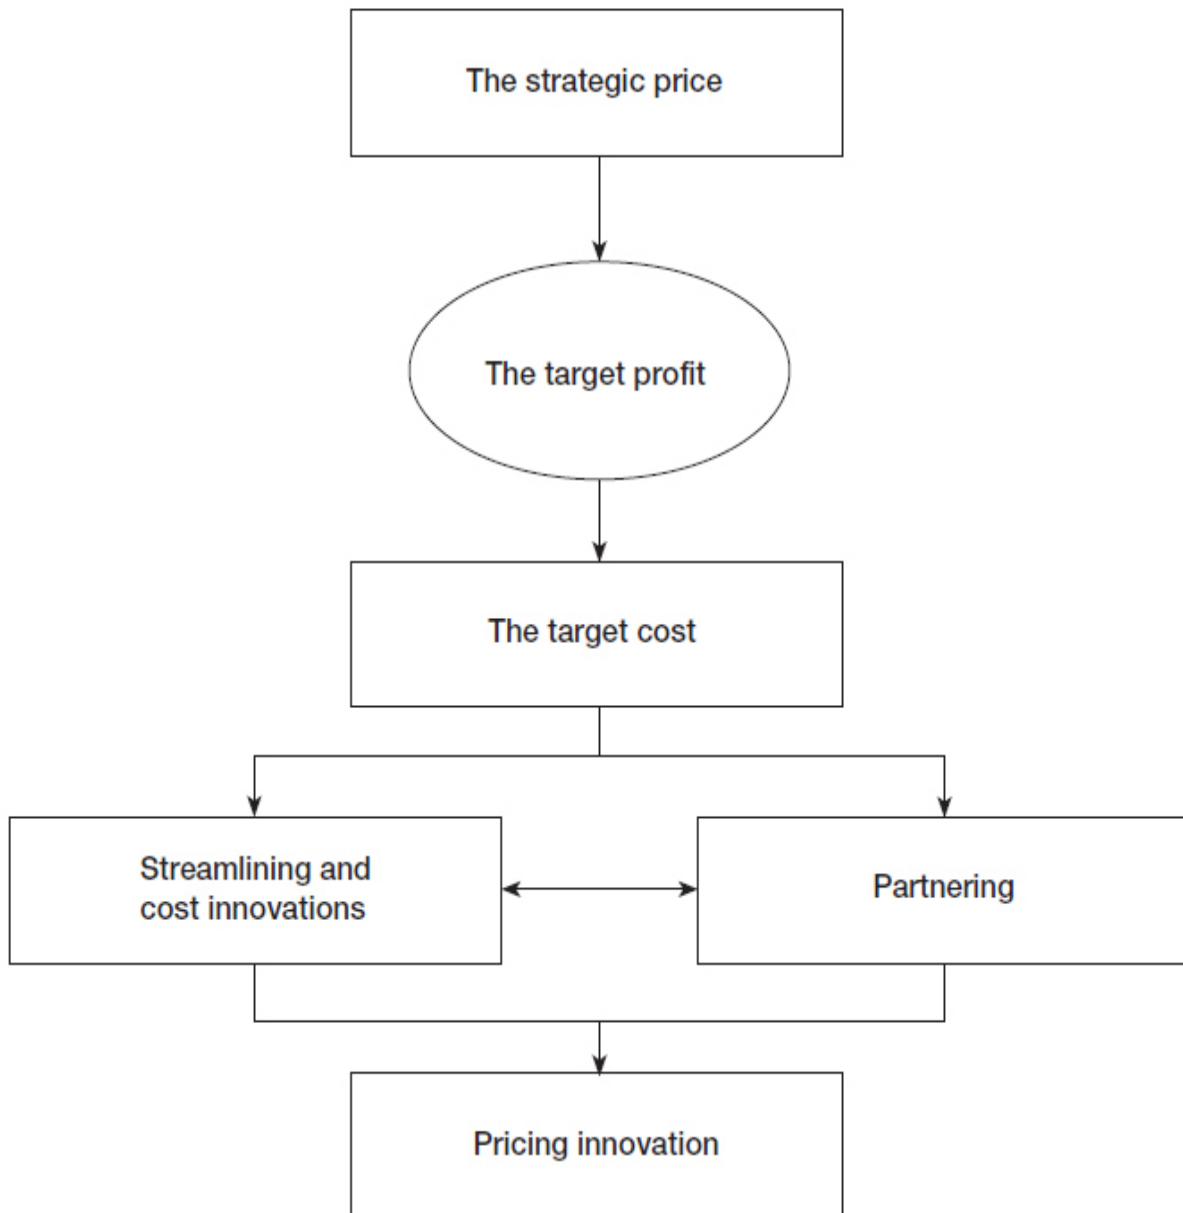 The strategic price
The target profit
The target cost
Streamlining and
cost innovations
Partnering
Pricing innovation